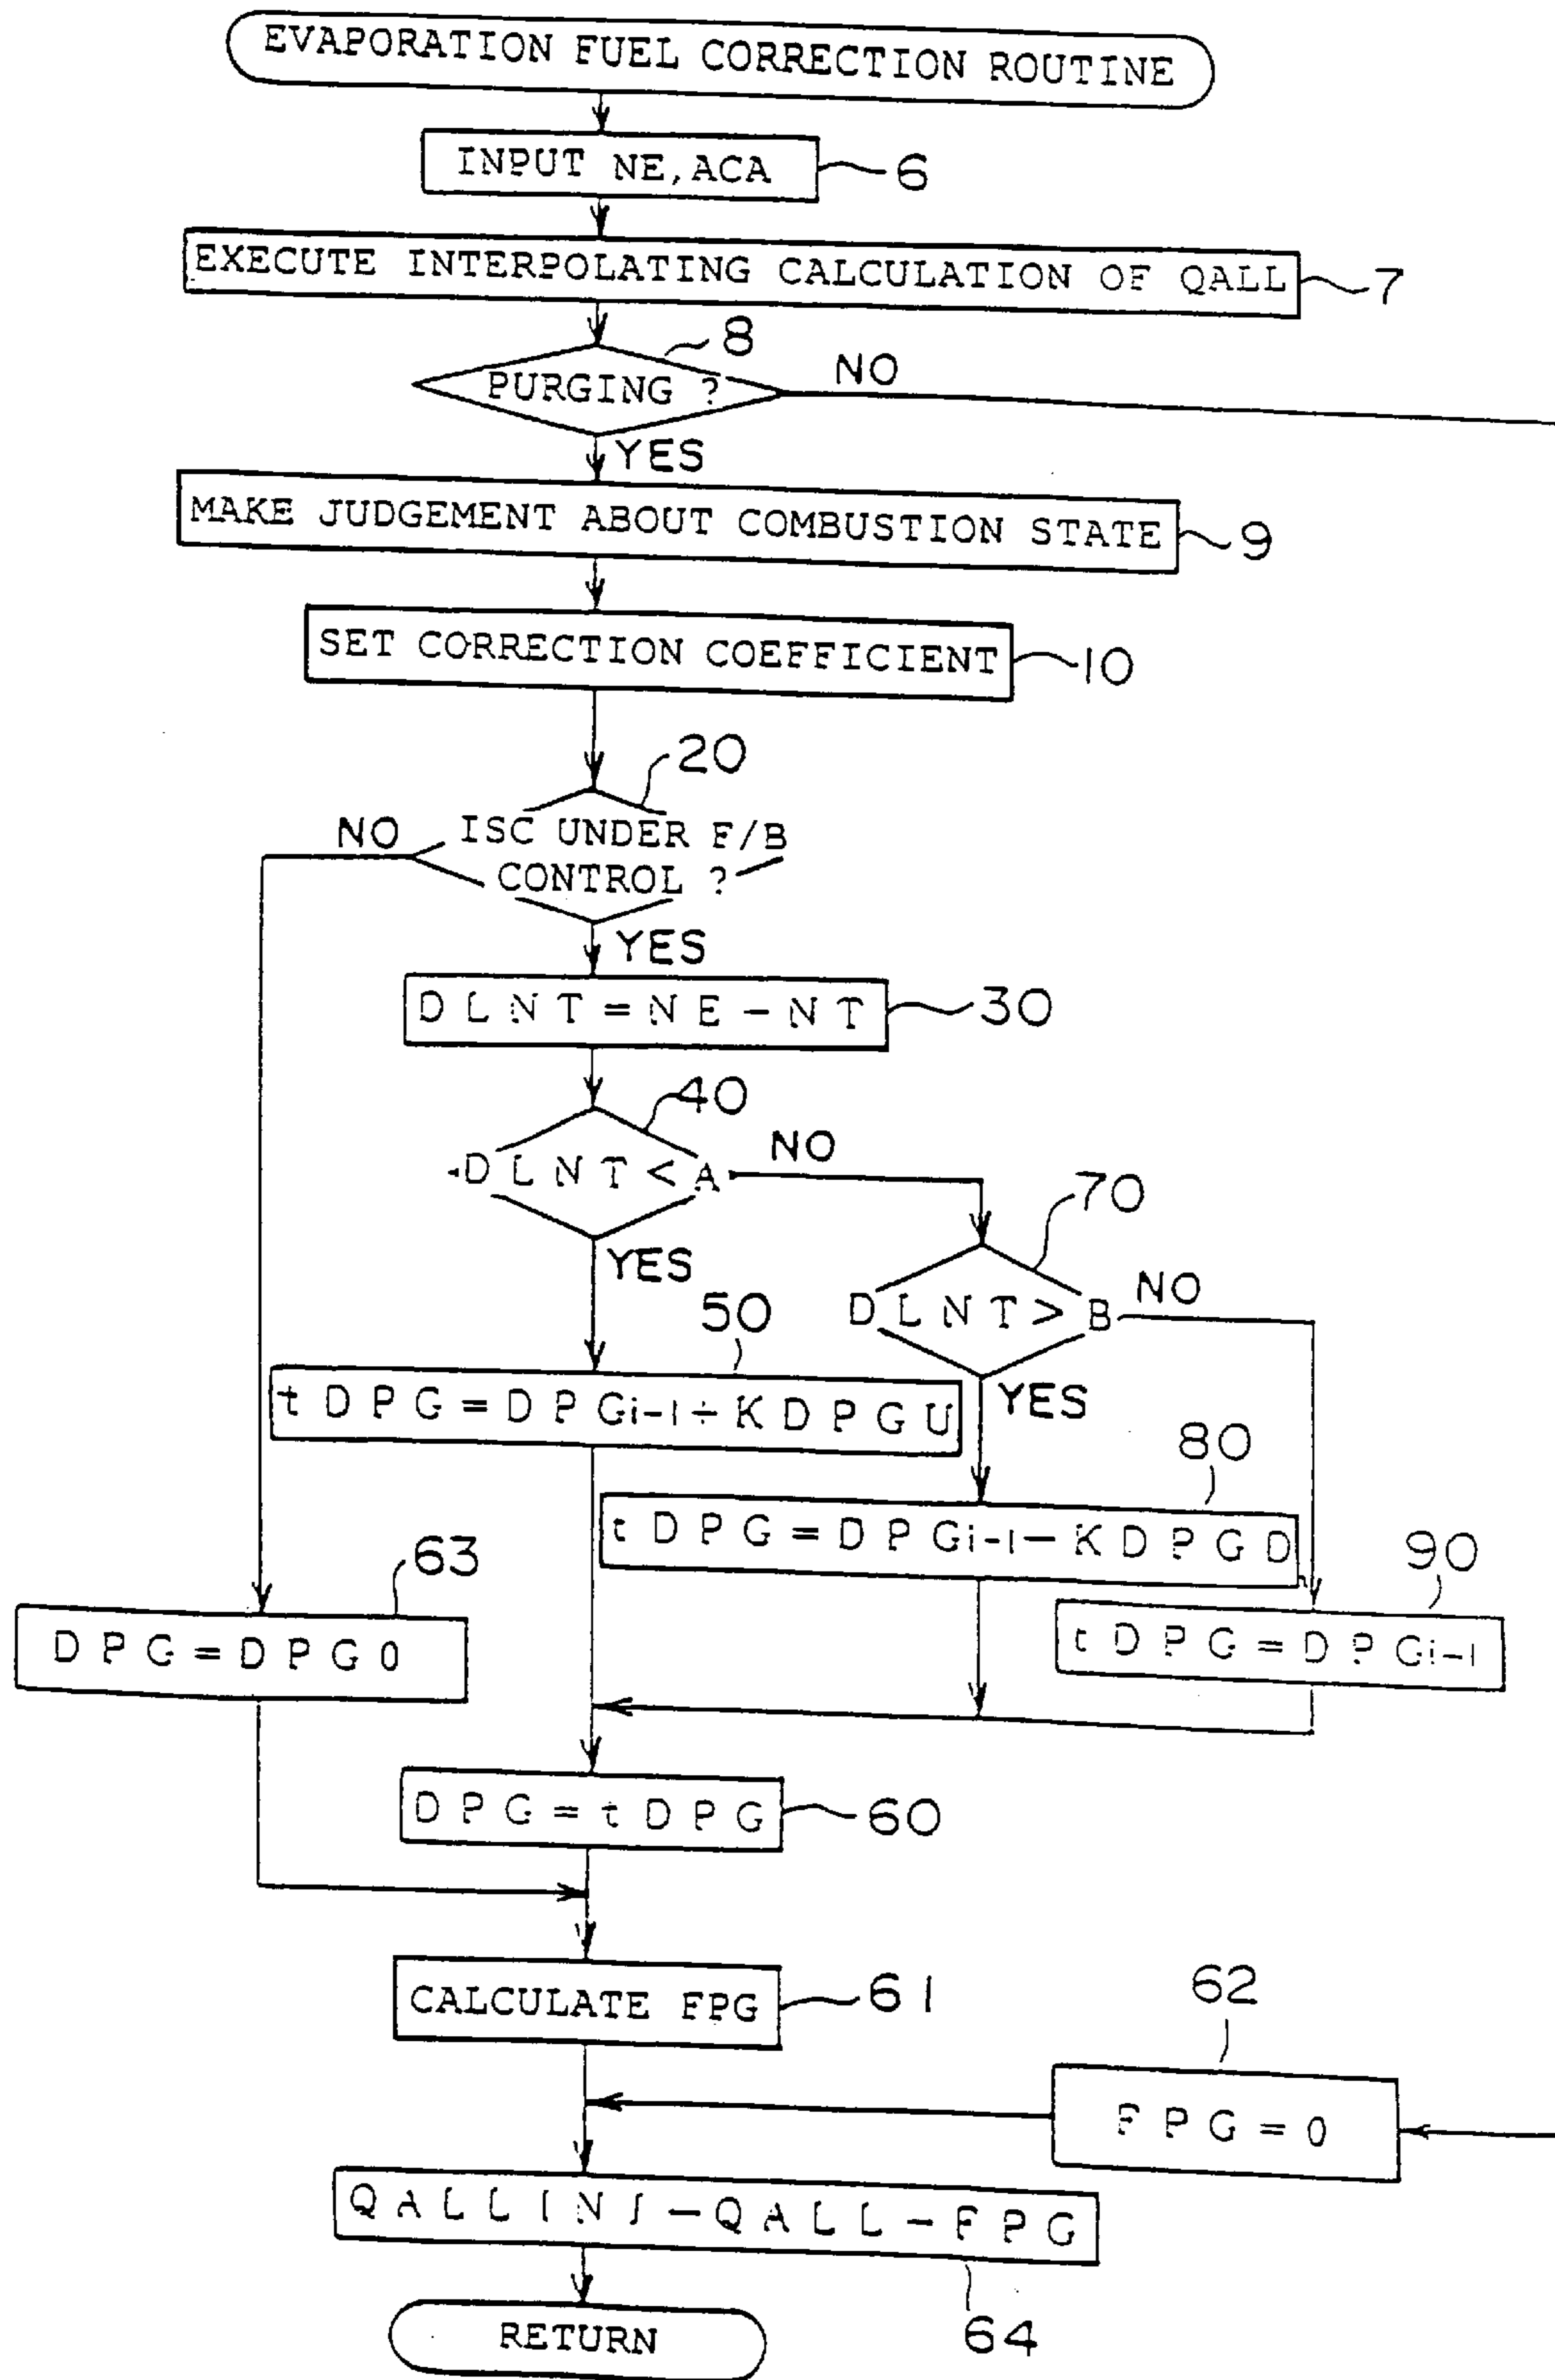 EVAPORATION FUEL CORRECTION ROUTINE
INPUT NE, ACA
6
EXECUTE INTERPOLATING CALCULATION OF QALL
7
8
PURGING ?
NO
YES
MAKE JUDGEMENT ABOUT COMBUSTION STATE
9
SET CORRECTION COEFFICIENT
10
20
NO
ISC UNDER F/B
CONTROL ?
YES
DLNT=NE-NT
30
40
DLNT<A
NO
70
YES
DLNT>B
NO
50
tDPG=DPGi-1+KDPGU
YES
80
tDPG=DPGi-1-KDPGD
63
90
DPG=DPG0
tDPG=DPGi-1
DPG=tDPG
60
CALCULATE FPG
61
62
FPG=0
QALLINJ-QALL-FPG
64
RETURN